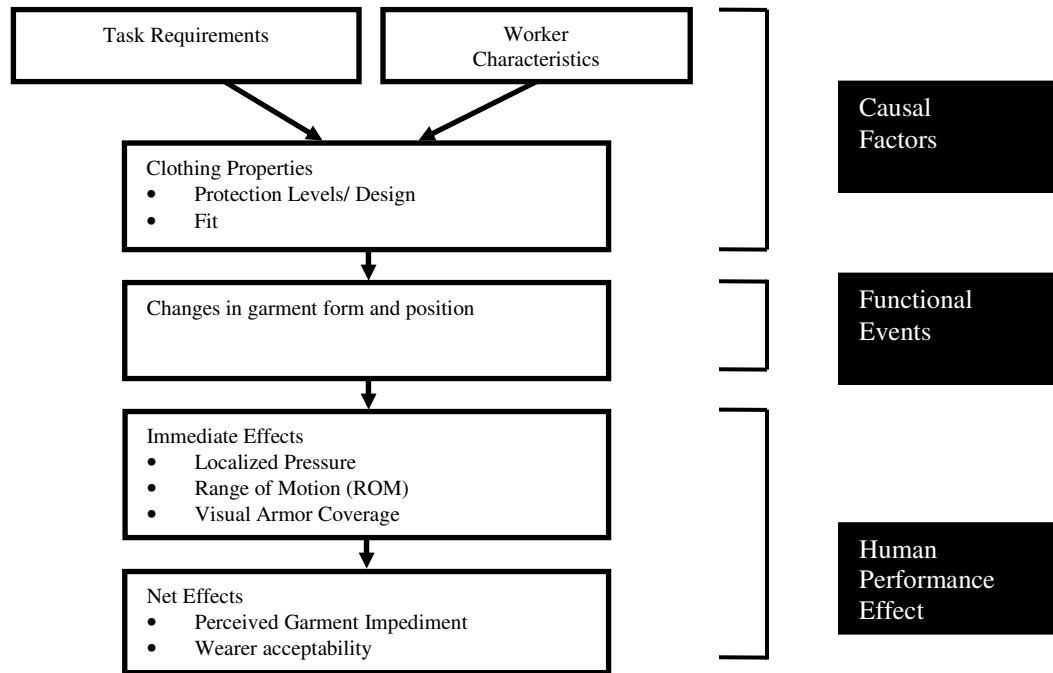 Task Requirements
Worker
Characteristics
Causal
Factors
Clothing Properties
• Protection Levels/ Design
• Fit
Changes in garment form and position
Functional
Events
Immediate Effects
• Localized Pressure
• Range of Motion (ROM)
• Visual Armor Coverage
Human
Performance
Effect
Net Effects
• Perceived Garment Impediment
• Wearer acceptability